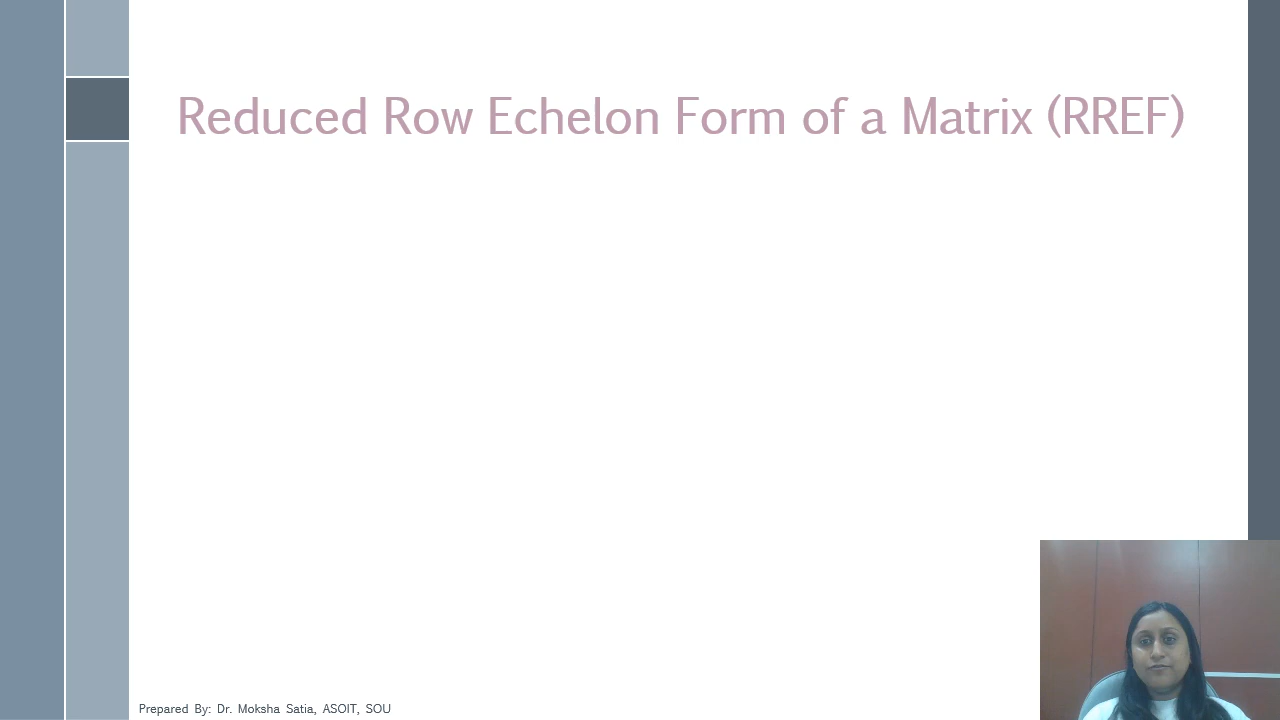 Reduced Row Echelon Form of a Matrix (RREF)
Prepared By: Dr. Moksha Satia, ASOIT, SOU